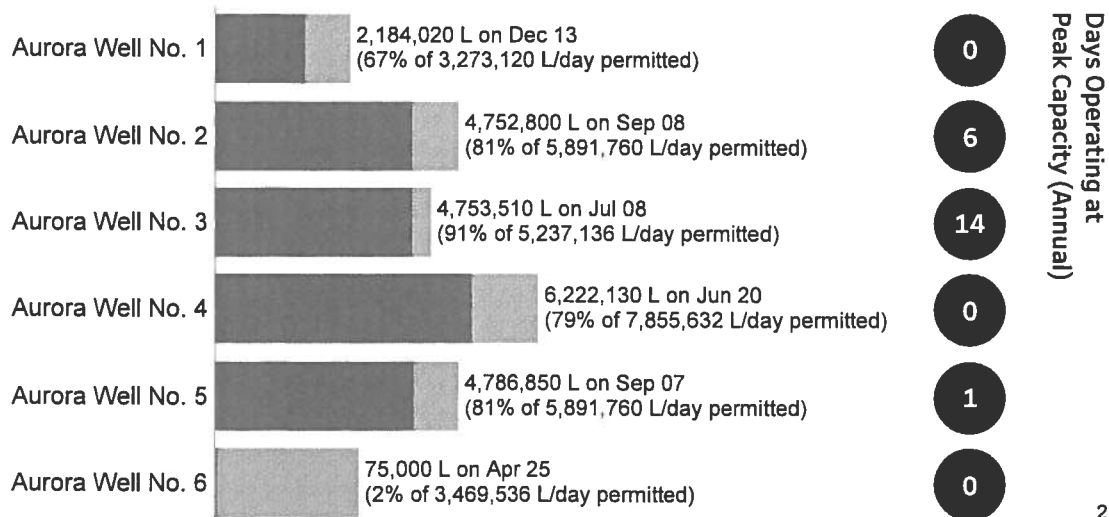 Aurora Well No. 1
2,184,020 L on Dec 13
(67% of 3,273,120 L/day permitted)
0
Aurora Well No. 2
4,752,800 L on Sep 08
(81% of 5,891,760 L/day permitted)
6
Aurora Well No. 3
4,753,510 L on Jul 08
(91% of 5,237,136 L/day permitted)
14
Aurora Well No. 4
6,222,130 L on Jun 20
(79% of 7,855,632 L/day permitted)
0
Aurora Well No. 5
4,786,850 L on Sep 07
(81% of 5,891,760 L/day permitted)
1
Aurora Well No. 6
75,000 L on Apr 25
(2% of 3,469,536 L/day permitted)
0
Days Operating at
Peak Capacity (Annual)
2